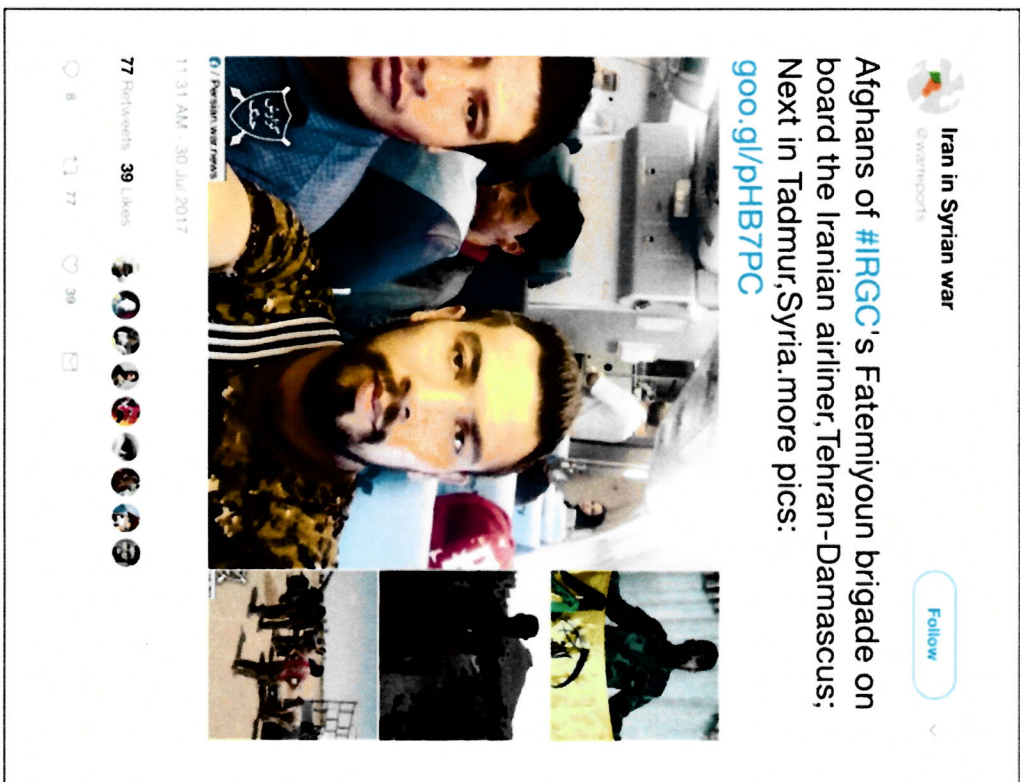 Iran in Syrian war
@warreports
Follow
Afghans of #IRGC's Fatemiyoun brigade on
board the Iranian airliner,Tehran-Damascus;
Next in Tadmur,Syria.more pics:
goo.gl/pHB7PC
گزارش
جنگ
/ Persian.war.news
11:31 AM - 30 Jul 2017
77 Retweets 39 Likes
8 77 39